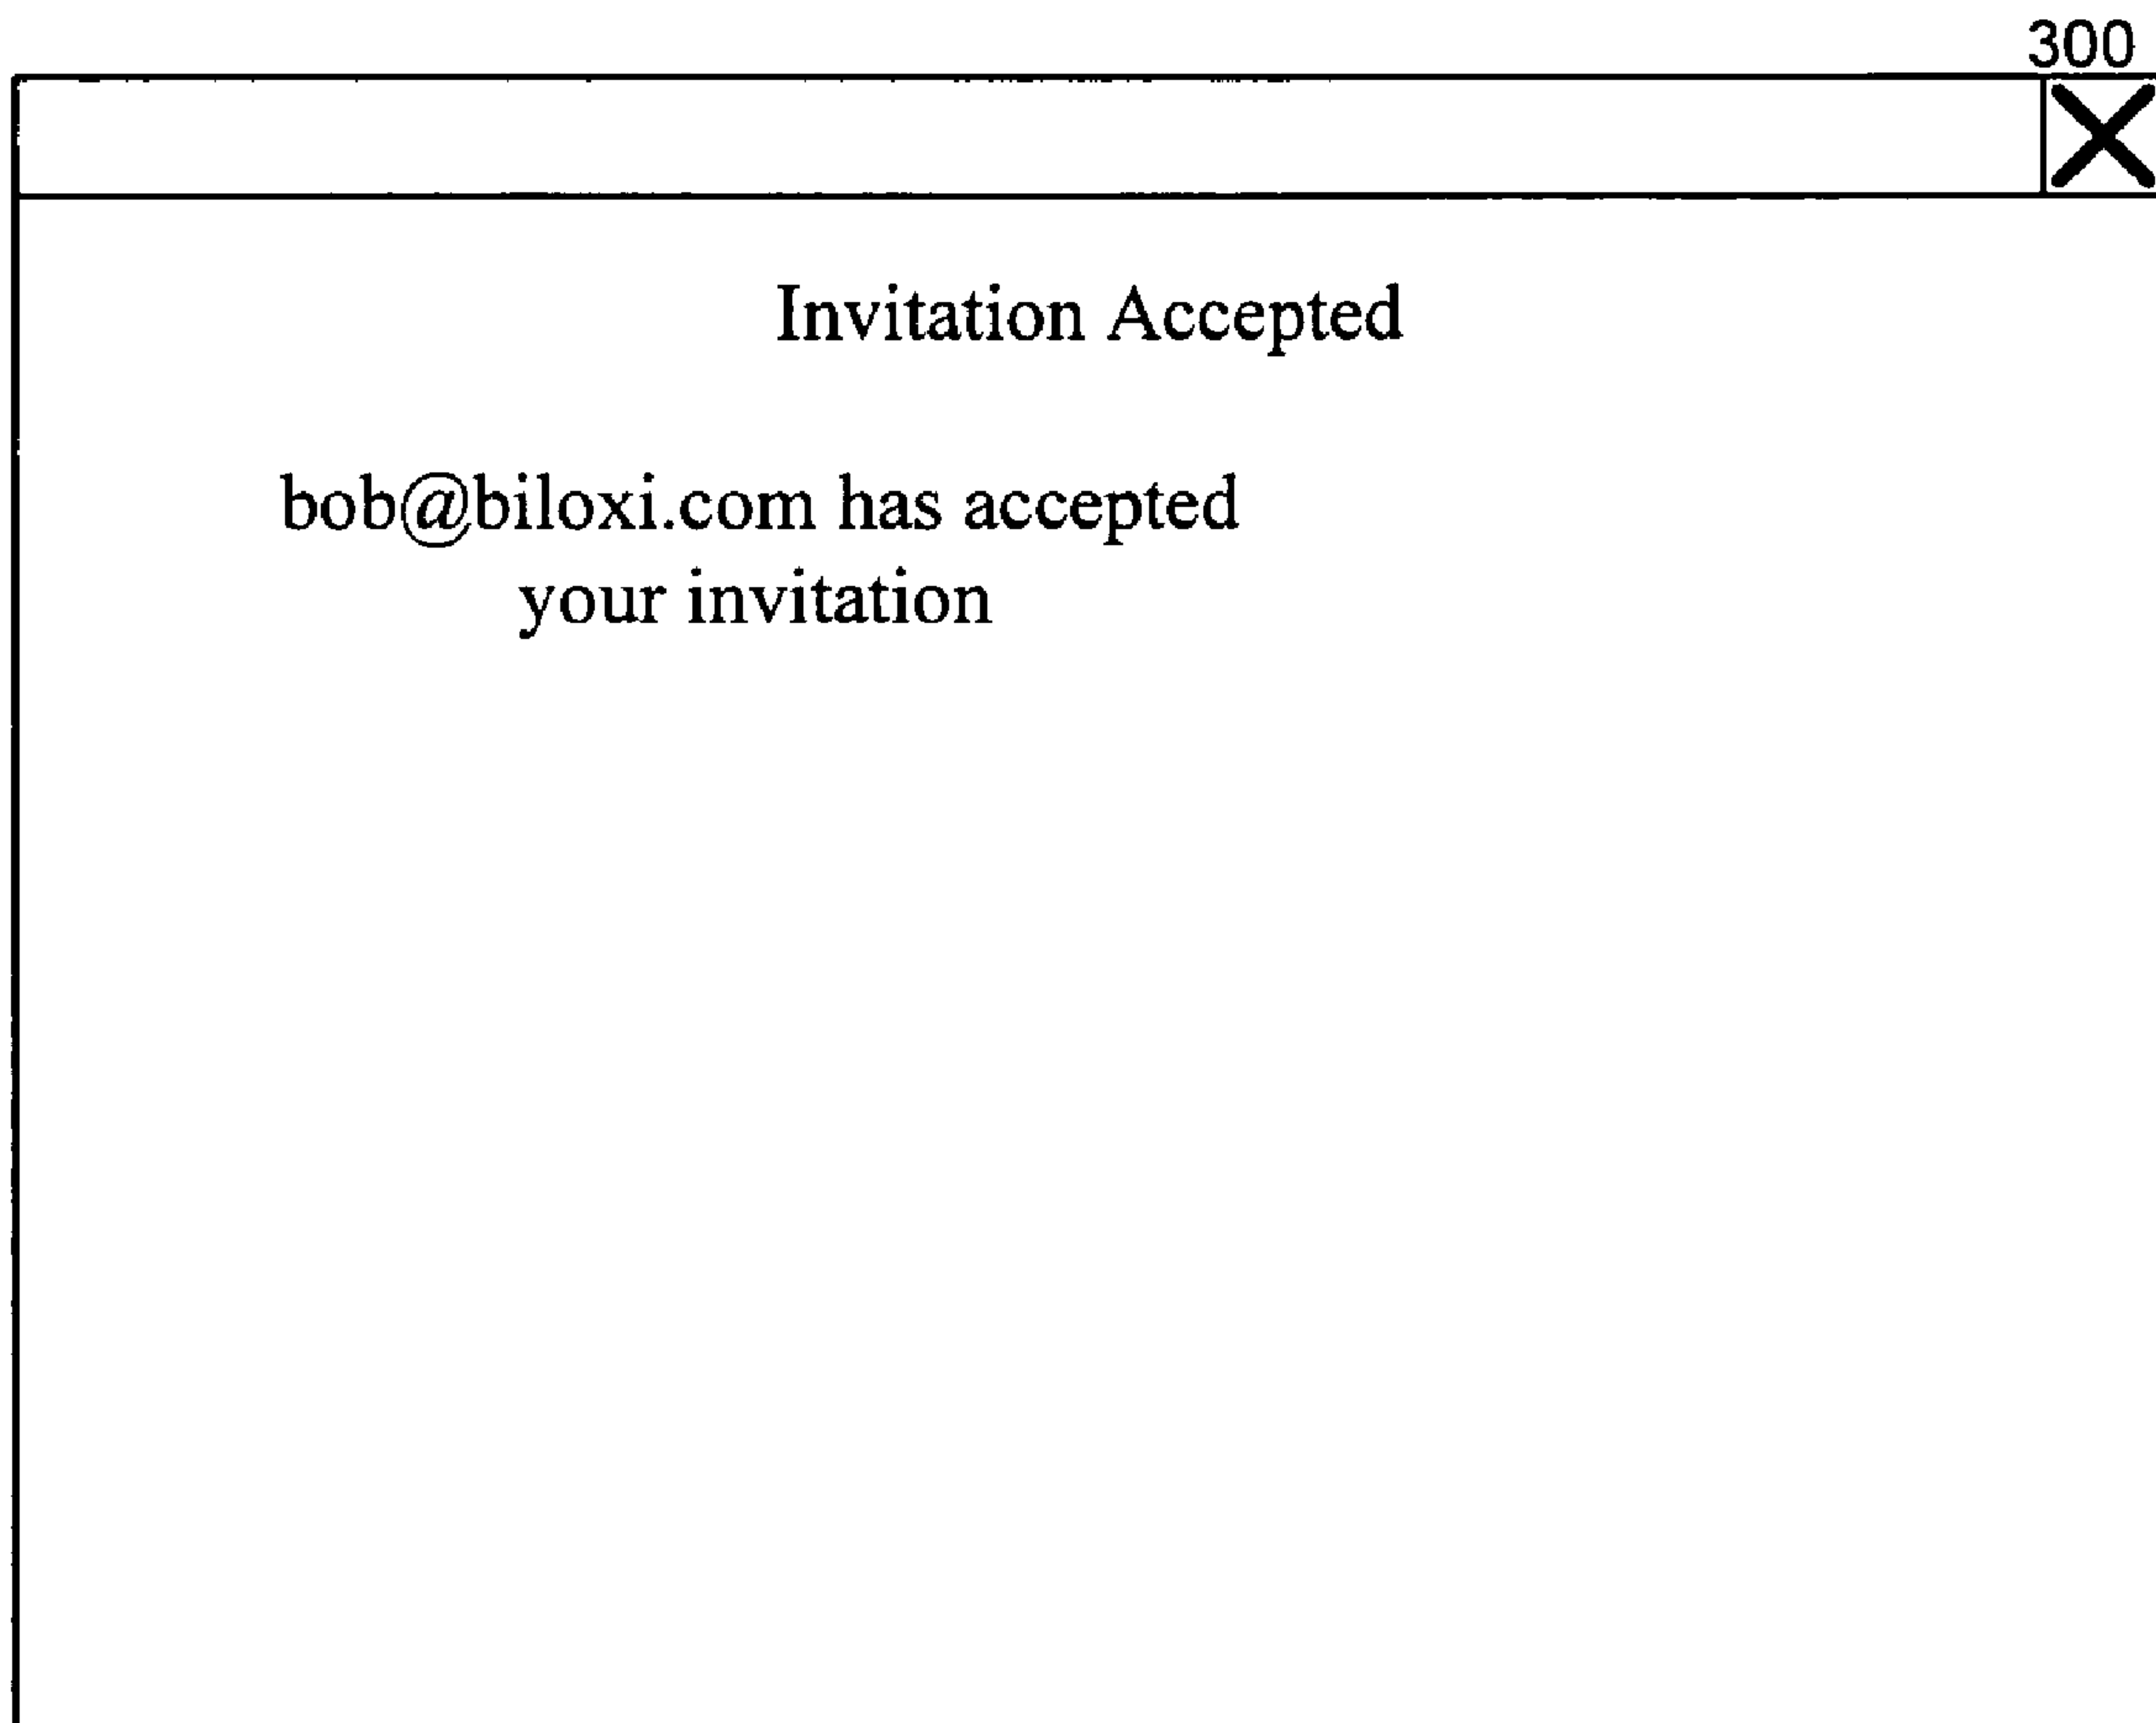 300
Invitation Accepted
bob@biloxi.com has accepted
your invitation